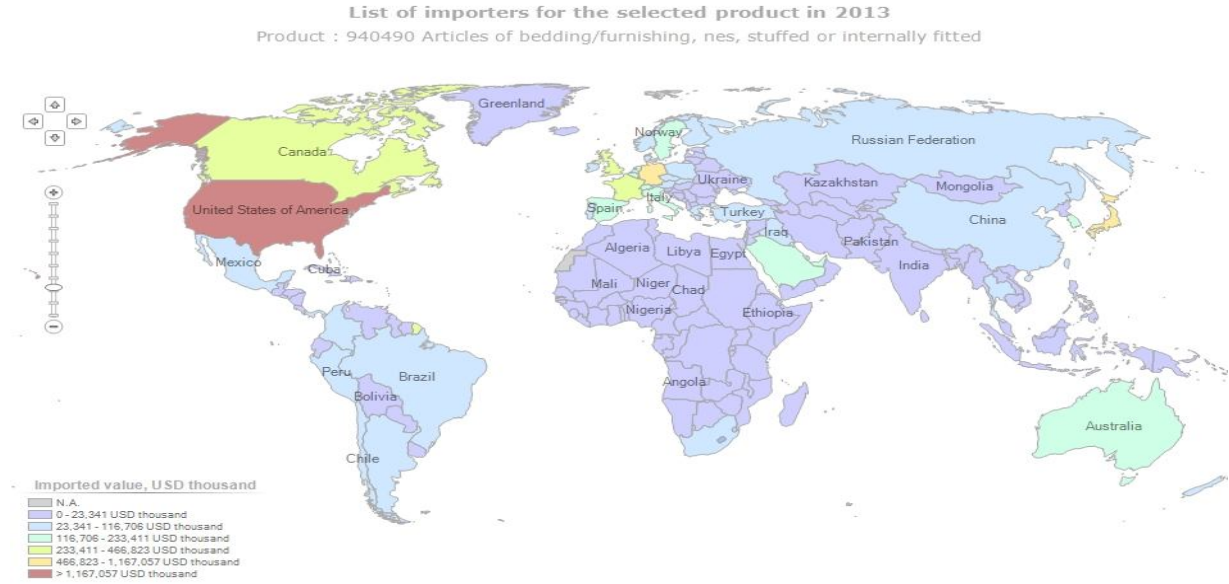 List of importers for the selected product in 2013
Product : 940490 Articles of bedding/furnishing, nes, stuffed or internally fitted
Greenland
Norway
Russian Federation
Canada
Ukraine
Kazakhstan
Mongolia
United States of America
Spain
Italy
Turkey
China
Iraq
Mexico
Cuba
Algeria
Libya
Egypt
Pakistan
India
Mali
Niger
Chad
Nigeria
Ethiopia
Peru
Brazil
Angola
Bolivia
Australia
Chile
Imported value, USD thousand
N.A.
0 - 23,341 USD thousand
23,341 - 116,706 USD thousand
116,706 - 233,411 USD thousand
233,411 - 466,823 USD thousand
466,823 - 1,167,057 USD thousand
> 1,167,057 USD thousand